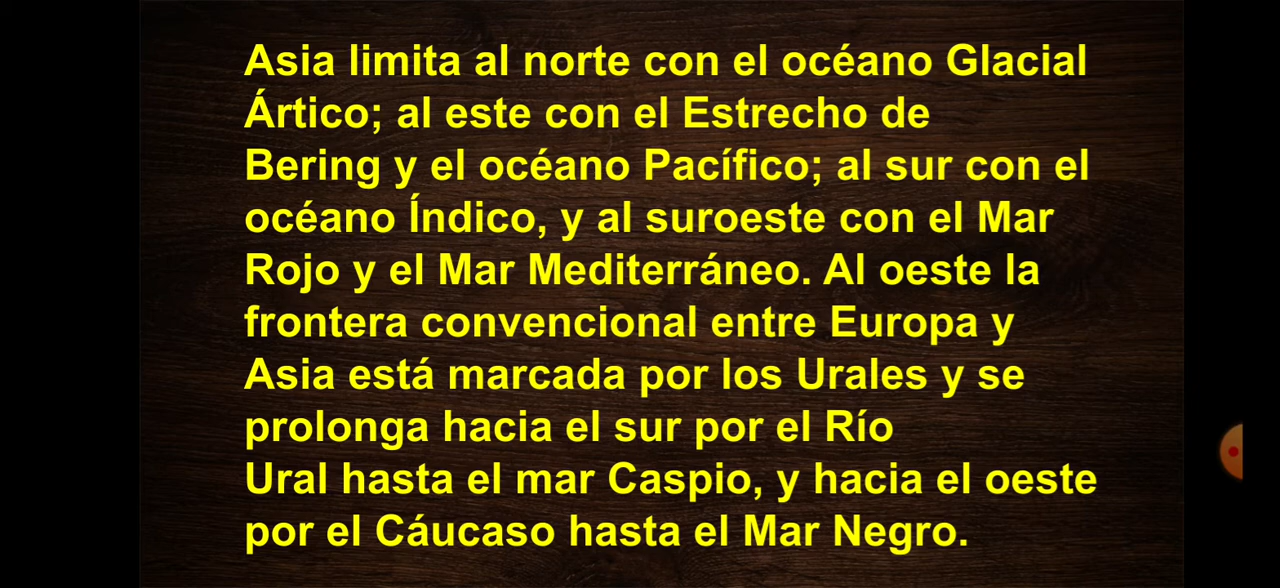 Asia limita al norte con el océano Glacial
Ártico; al este con el Estrecho de
Bering y el océano Pacífico; al sur con el
océano Índico, y al suroeste con el Mar
Rojo y el Mar Mediterráneo. Al oeste la
frontera convencional entre Europa y
Asia está marcada por los Urales y se
prolonga hacia el sur por el Río
Ural hasta el mar Caspio, y hacia el oeste
por el Cáucaso hasta el Mar Negro.